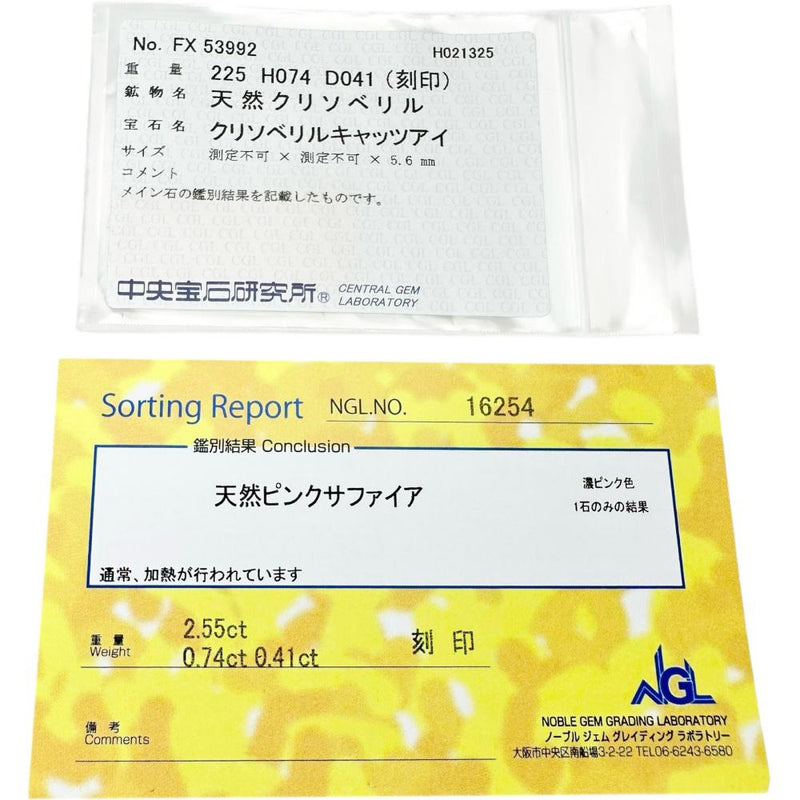 No. FX 53992
H021325
重量 225 H074 D041 (刻印)
鉱物名 天然クリソベリル
宝石名 クリソベリルキャッツアイ
サイズ 測定不可 × 測定不可 × 5.6 mm
コメント
メイン石の鑑別結果を記載したものです。
中央宝石研究所® CENTRAL GEM
LABORATORY
Sorting Report NGL.NO. 16254
鑑別結果 Conclusion
天然ピンクサファイア
濃ピンク色
1石のみの結果
通常、加熱が行われています
重量
Weight
2.55ct
0.74ct 0.41ct
刻印
備考
Comments
NGL
NOBLE GEM GRADING LABORATORY
ノーブル ジェム グレイディング ラボラトリー
大阪市中央区南船場3-2-22 TEL06-6243-6580